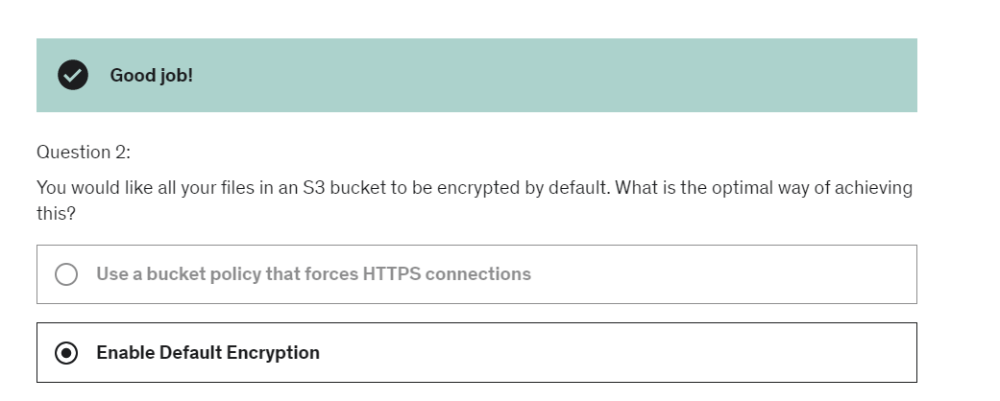 Good job!
Question 2:
You would like all your files in an S3 bucket to be encrypted by default. What is the optimal way of achieving
this?
Use a bucket policy that forces HTTPS connections
Enable Default Encryption